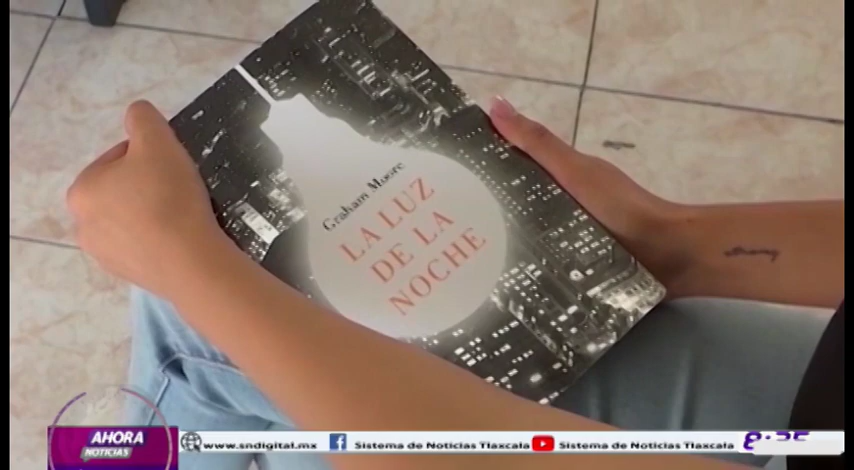 Graham Moore
LA LUZ
DE LA
NOCHE
AHORA
NOTICIAS
www.sndigital.mx Sistema de Noticias Tlaxcala Sistema de Noticias Tlaxcala